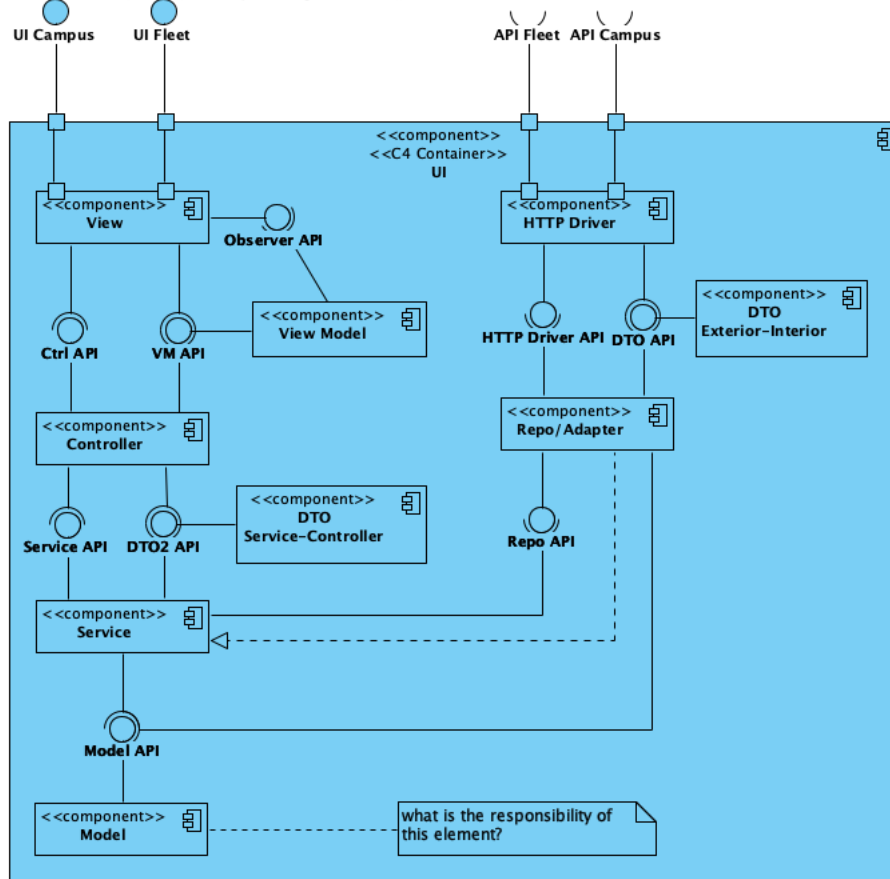 UI Campus
UI Fleet
API Fleet
API Campus
<<component>>
<<C4 Container>>
UI
<<component>>
View
Observer API
<<component>>
HTTP Driver
<<component>>
View Model
<<component>>
DTO
Exterior-Interior
Ctrl API
VM API
HTTP Driver API
DTO API
<<component>>
Controller
<<component>>
Repo/Adapter
<<component>>
DTO
Service-Controller
Service API
DTO2 API
Repo API
<<component>>
Service
Model API
<<component>>
Model
what is the responsibility of
this element?